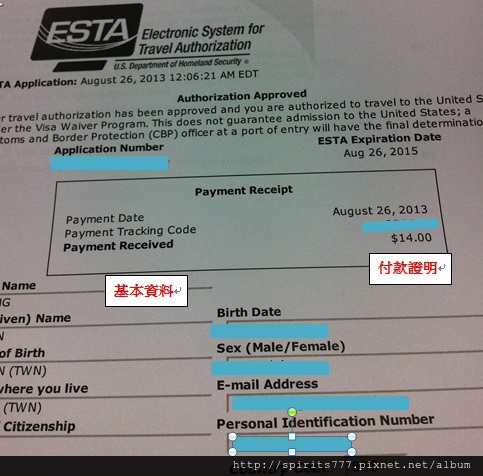 ESTA
Electronic System for
Travel Authorization
U.S. Department of Homeland Security
TA Application: August 26, 2013 12:06:21 AM EDT
Authorization Approved
r travel authorization has been approved and you are authorized to travel to the United S
er the Visa Waiver Program. This does not guarantee admission to the United States; a
toms and Border Protection (CBP) officer at a port of entry will have the final determinatio
Application Number
ESTA Expiration Date
Aug 26, 2015
Payment Receipt
Payment Date
August 26, 2013
Payment Tracking Code
Payment Received
$14.00
基本資料
付款證明
Name
NG
iven) Name
Birth Date
N
of Birth
Sex (Male/Female)
N (TWN)
where you live
E-mail Address
(TWN)
f Citizenship
Personal Identification Number
http://spirits777.pixnet.net/album